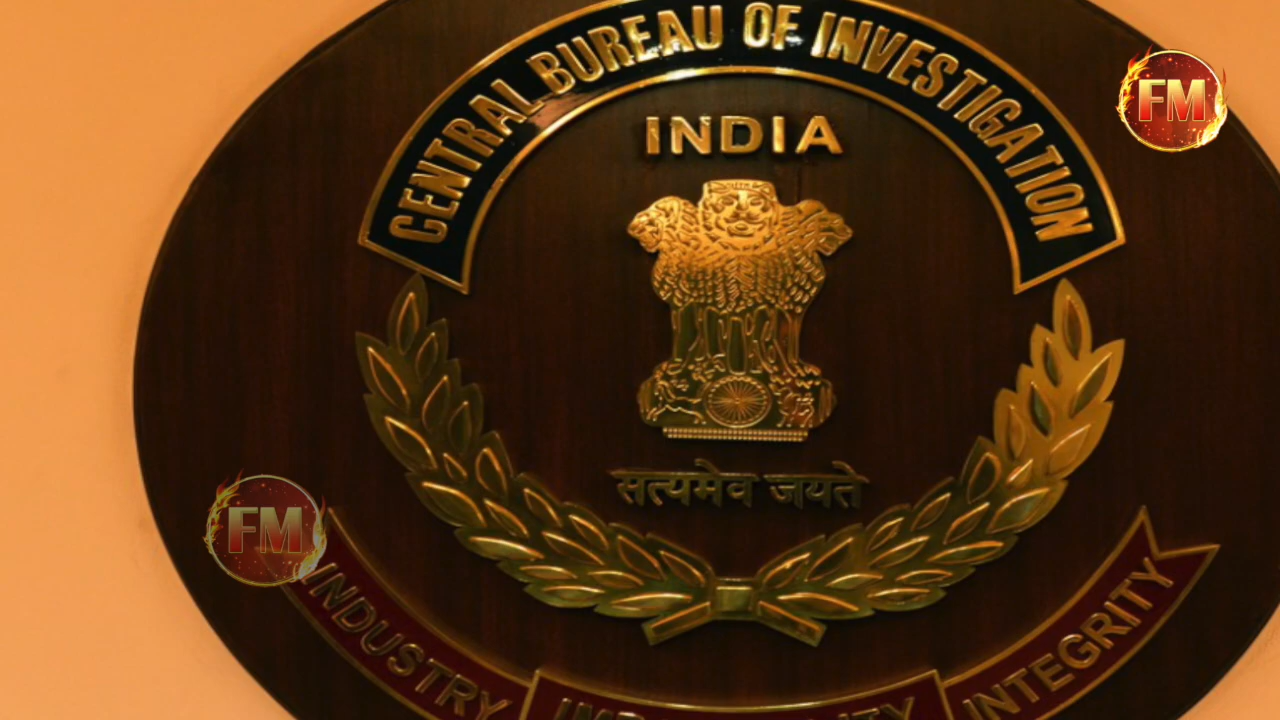 CENTRAL BUREAU OF INVESTIGATION
INDIA
FM
सत्यमेव जयते
FM
INDUSTRY
INTEGRITY